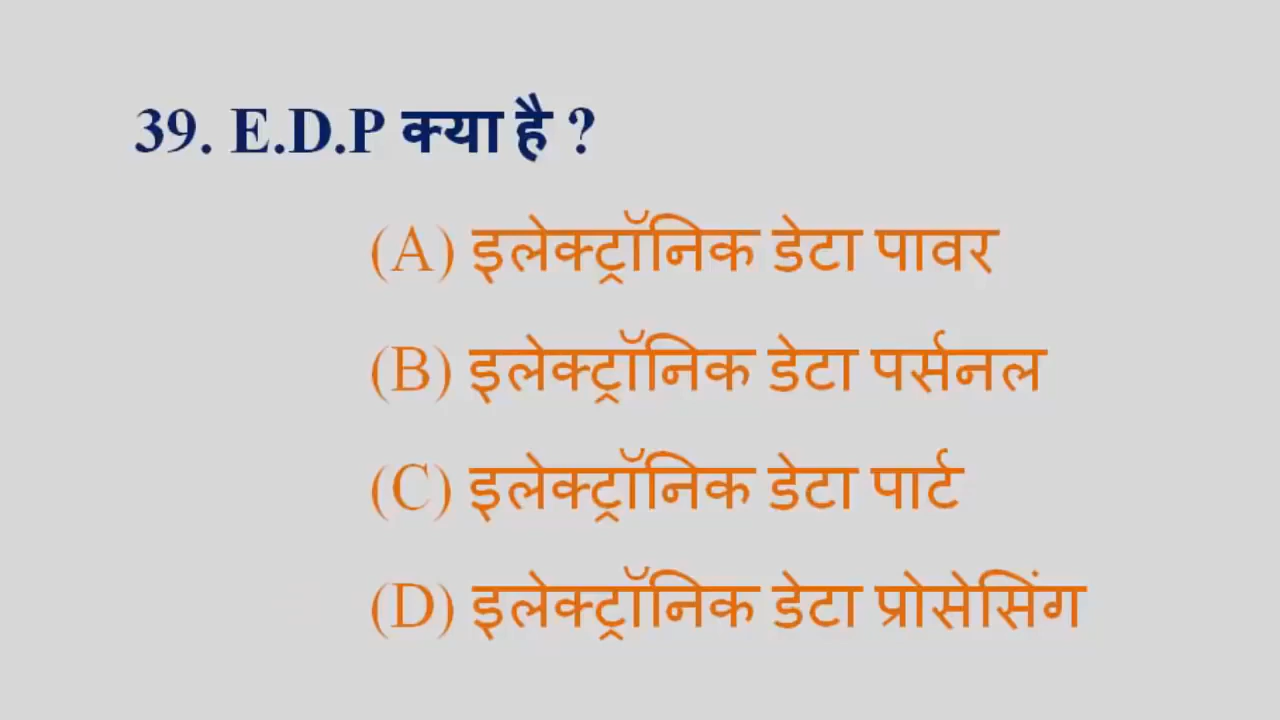 39. E.D.P क्या है ?
(A) इलेक्ट्रॉनिक डेटा पावर
(B) इलेक्ट्रॉनिक डेटा पर्सनल
(C) इलेक्ट्रॉनिक डेटा पार्ट
(D) इलेक्ट्रॉनिक डेटा प्रोसेसिंग